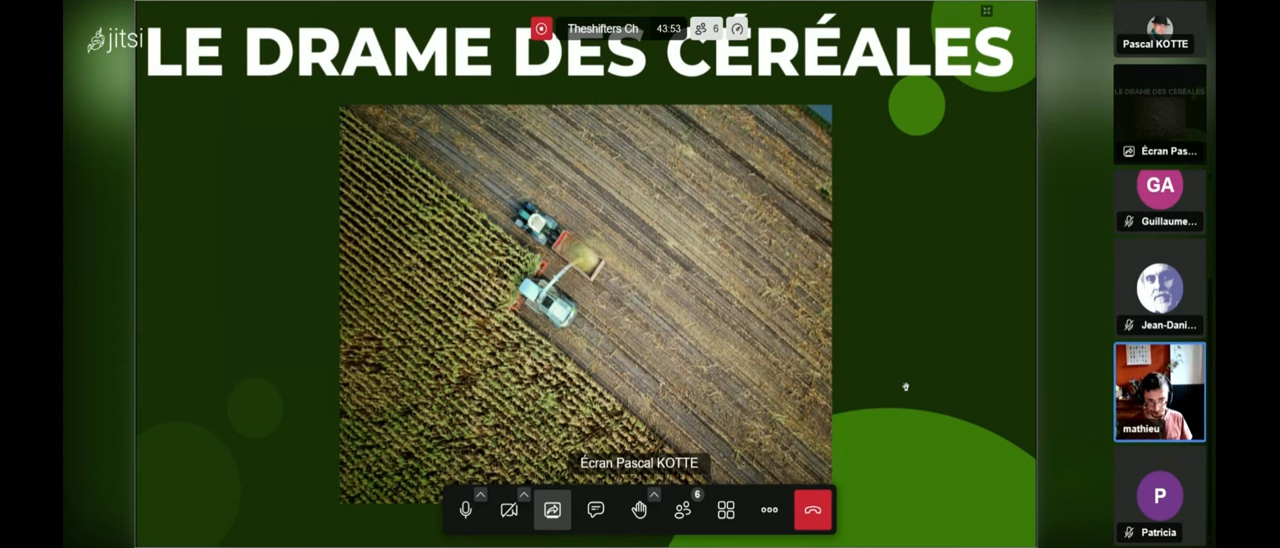 jitsi
LE DRAME DES CÉRÉALES
Theshifters Ch 43:53 6
Écran Pascal KOTTE
6
Pascal KOTTE
LE DRAME DES CÉRÉALES
Écran Pas...
GA
Guillaume...
Jean-Dani...
mathieu
P
Patricia